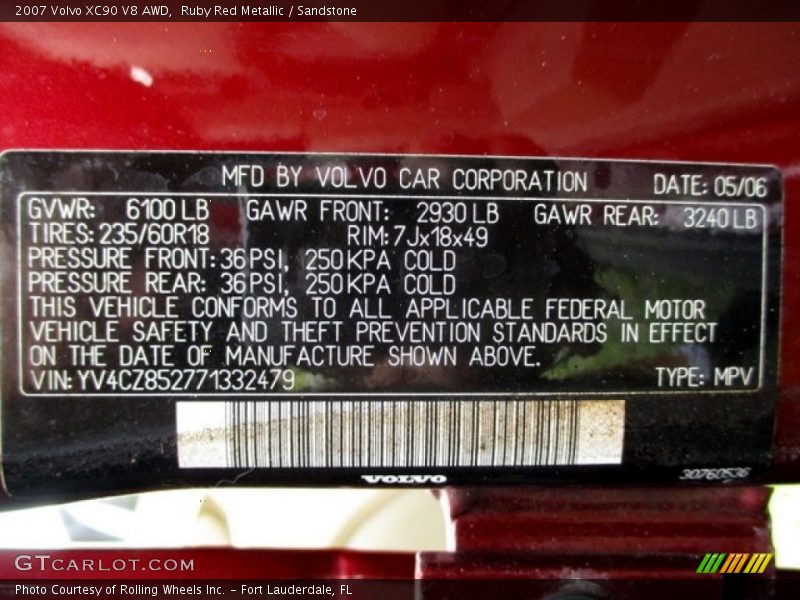 2007 Volvo XC90 V8 AWD, Ruby Red Metallic / Sandstone
MFD BY VOLVO CAR CORPORATION DATE: 05/06
GVWR: 6100 LB GAWR FRONT: 2930 LB GAWR REAR: 3240 LB
TIRES: 235/60R18 RIM: 7Jx18x49
PRESSURE FRONT: 36 PSI, 250 KPA COLD
PRESSURE REAR: 36 PSI, 250 KPA COLD
THIS VEHICLE CONFORMS TO ALL APPLICABLE FEDERAL MOTOR
VEHICLE SAFETY AND THEFT PREVENTION STANDARDS IN EFFECT
ON THE DATE OF MANUFACTURE SHOWN ABOVE.
VIN: YV4CZ852771332479 TYPE: MPV
VOLVO 30760536
GTCARLOT.COM
Photo Courtesy of Rolling Wheels Inc. – Fort Lauderdale, FL